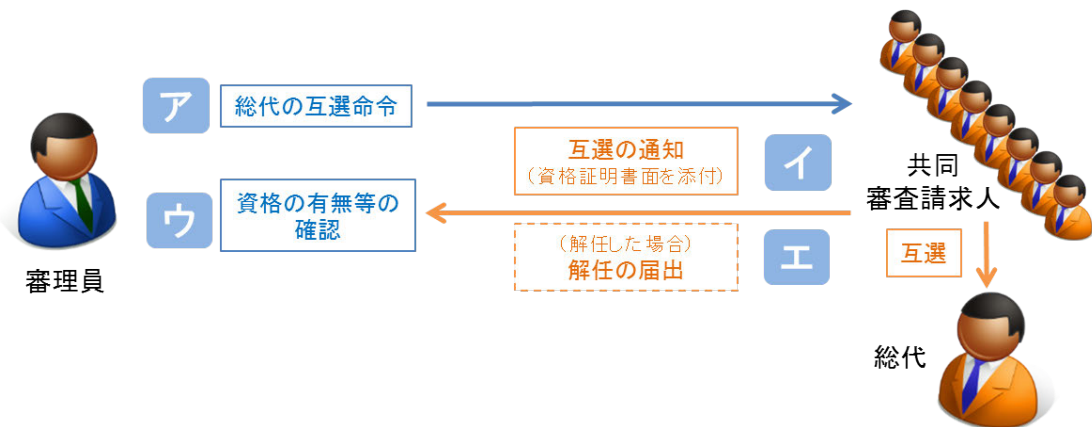 ア
総代の互選命令
互選の通知
（資格証明書面を添付）
イ
共同
審査請求人
ウ
資格の有無等の
確認
（解任した場合）
解任の届出
エ
互選
審理員
総代